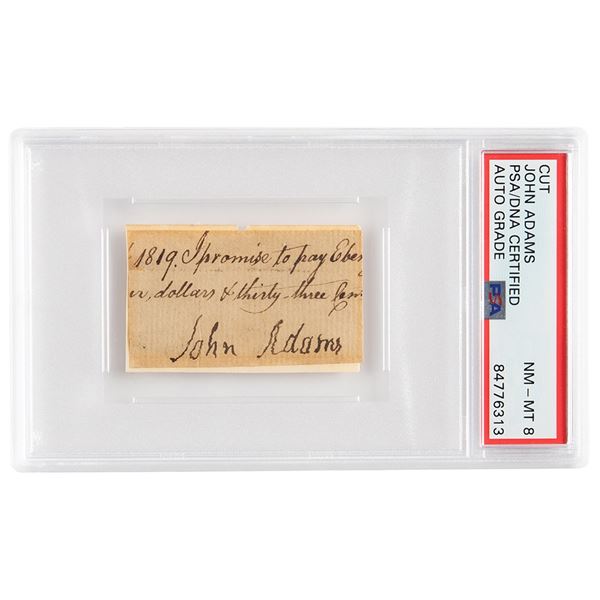 1819. I promise to pay Eben
dollars & thirty-three
John Adams
CUT
JOHN ADAMS
PSA/DNA CERTIFIED
AUTO GRADE
PSA
NM-MT 8
84776313